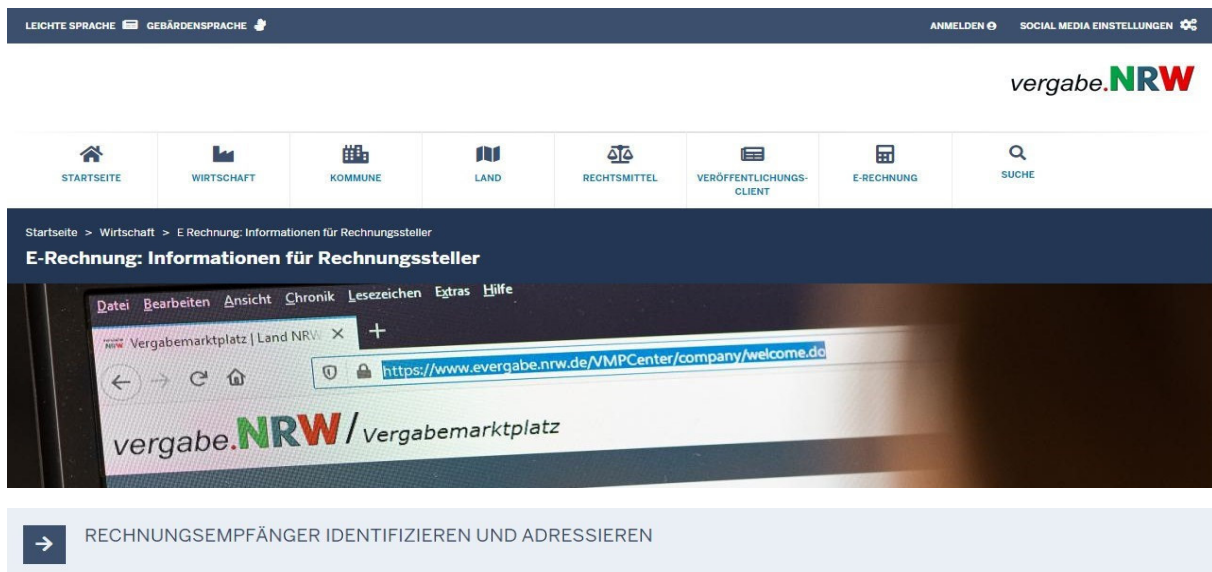 LEICHTE SPRACHE GEBÄRDENSPRACHE ANMELDEN SOCIAL MEDIA EINSTELLUNGEN
vergabe.NRW
STARTSEITE WIRTSCHAFT KOMMUNE LAND RECHTSMITTEL VERÖFFENTLICHUNGS- E-RECHNUNG SUCHE
CLIENT
Startseite > Wirtschaft > E Rechnung: Informationen für Rechnungssteller
E-Rechnung: Informationen für Rechnungssteller
Datei Bearbeiten Ansicht Chronik Lesezeichen Extras Hilfe
Vergabemarktplatz | Land NRW
https://www.evergabe.nrw.de/VMPCenter/company/welcome.do
vergabe.NRW/Vergabemarktplatz
RECHNUNGSEMPFÄNGER IDENTIFIZIEREN UND ADRESSIEREN